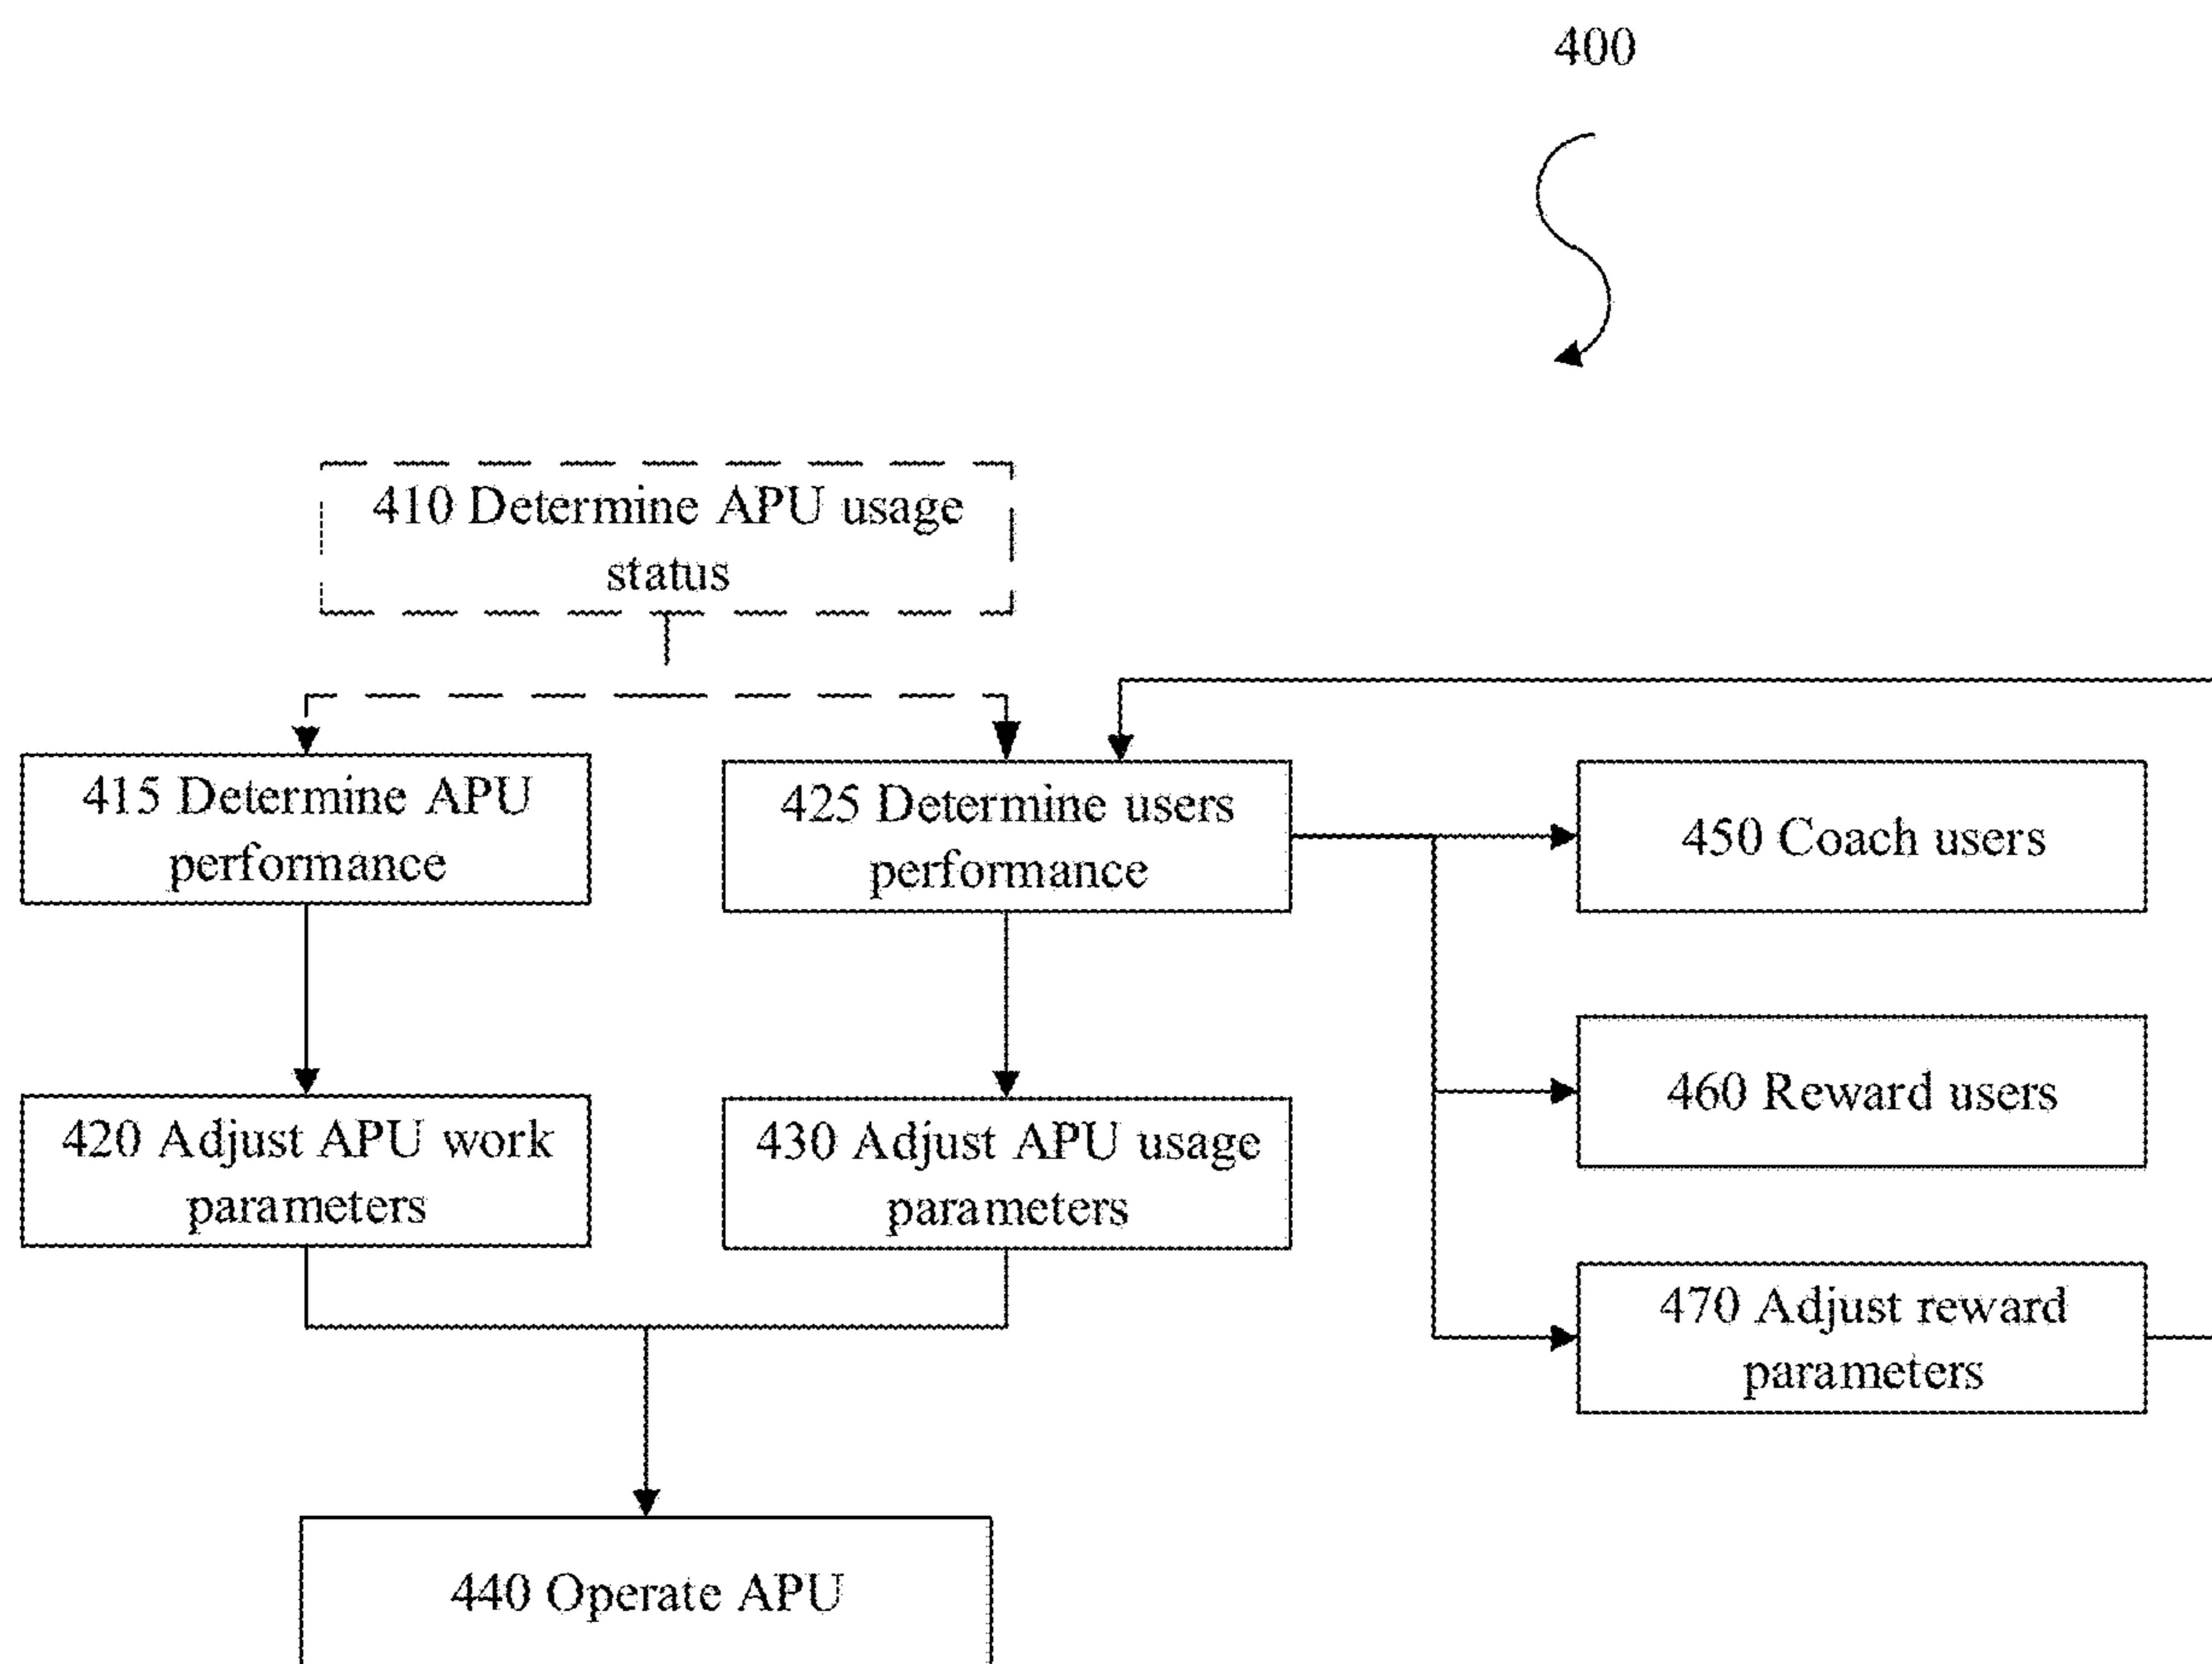 400
410 Determine APU usage
status
415 Determine APU
performance
425 Determine users
performance
450 Coach users
420 Adjust APU work
parameters
430 Adjust APU usage
parameters
460 Reward users
470 Adjust reward
parameters
440 Operate APU